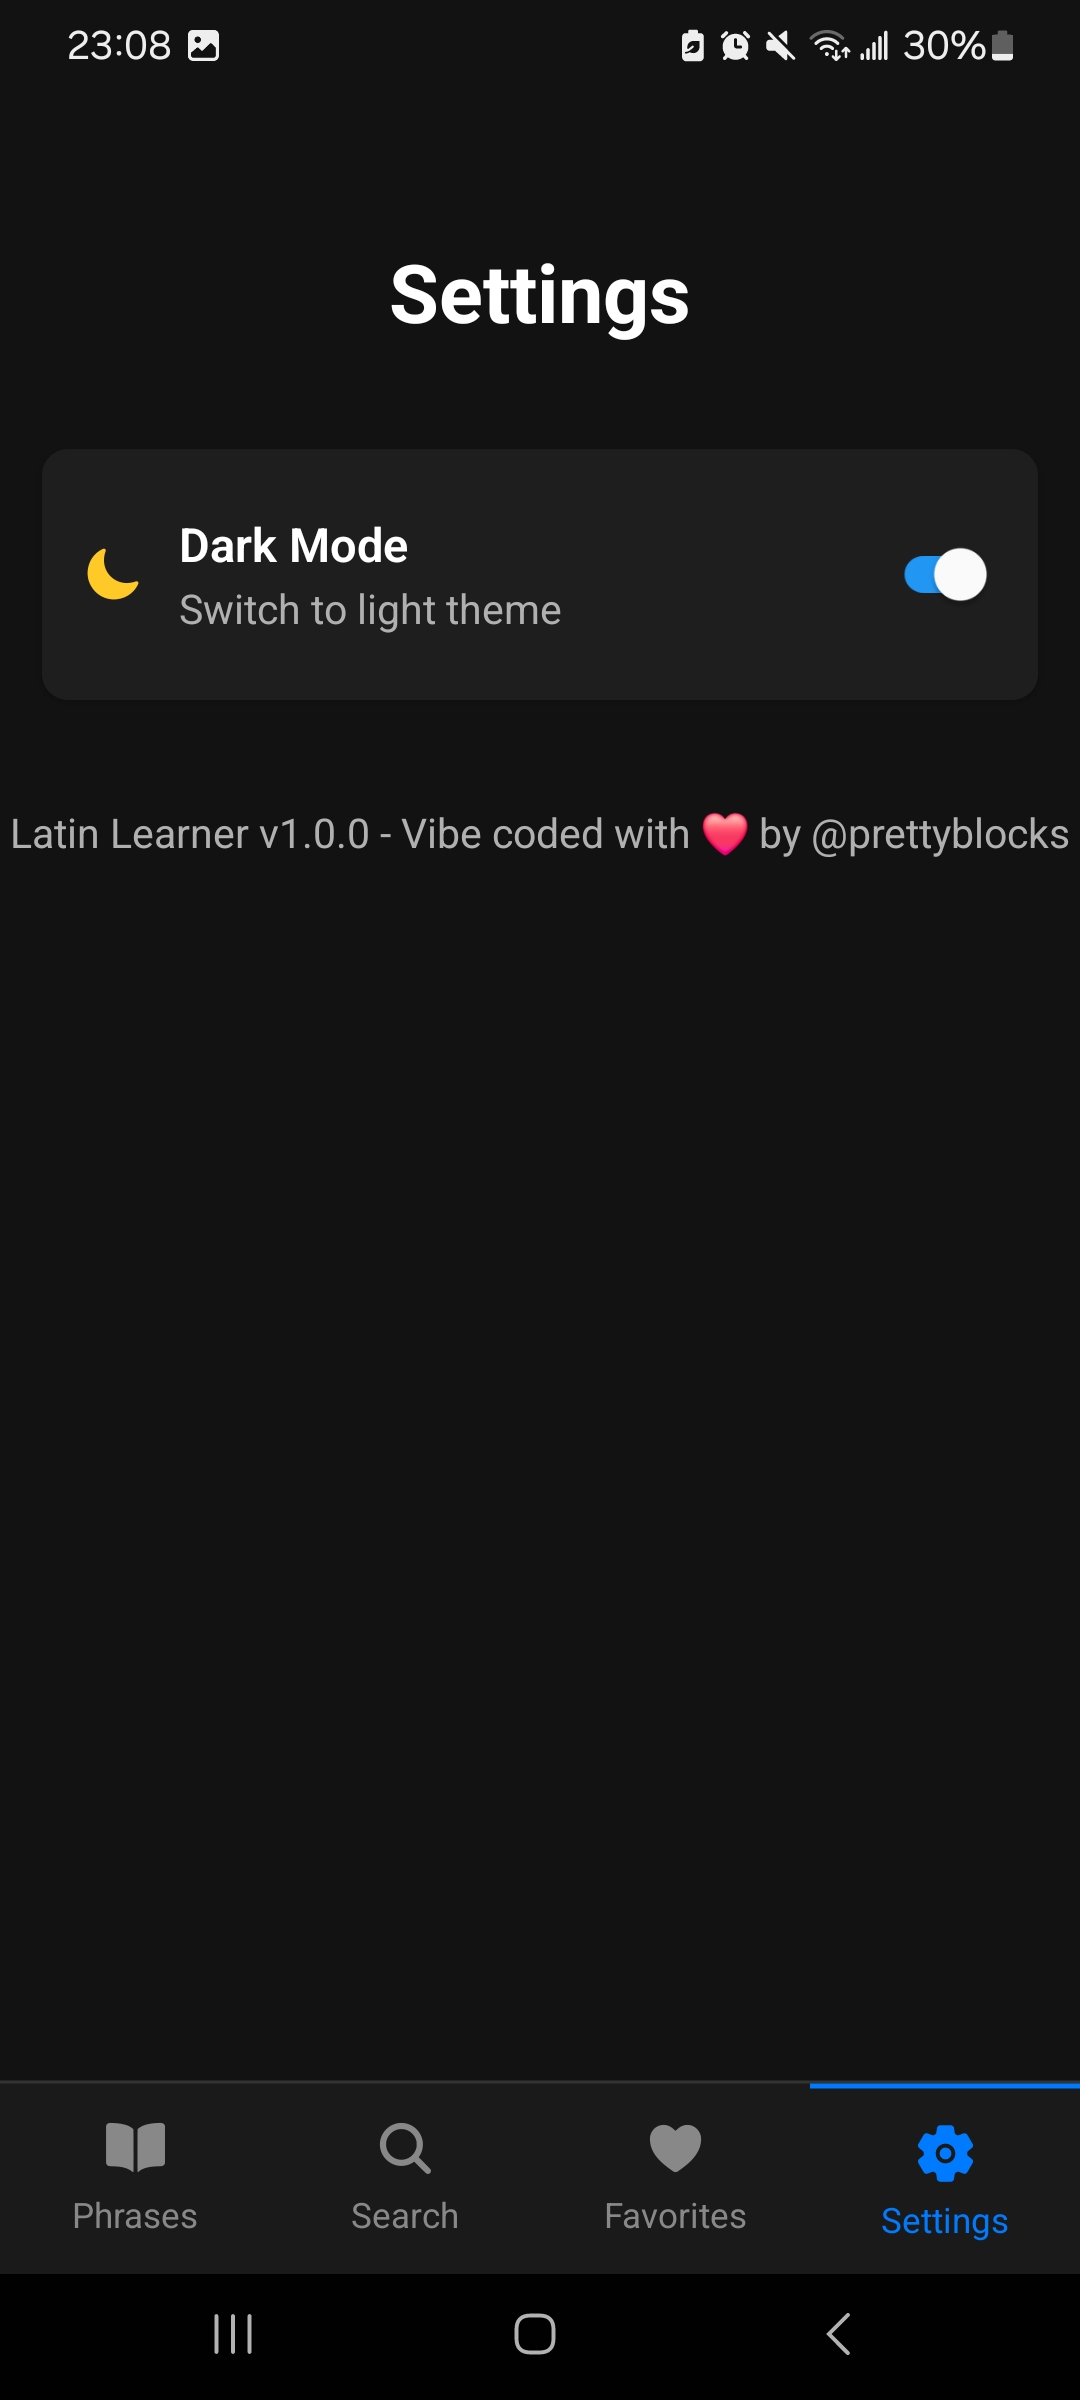 23:08 30%
Settings
Dark Mode
Switch to light theme
Latin Learner v1.0.0 - Vibe coded with ❤️ by @prettyblocks
Phrases Search Favorites Settings